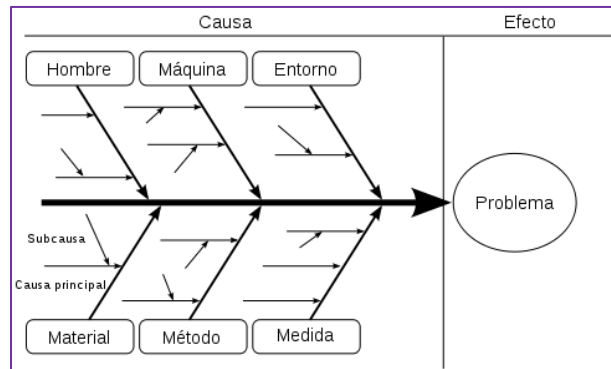 Causa
Efecto
Hombre
Máquina
Entorno
Problema
Subcausa
Causa principal
Material
Método
Medida